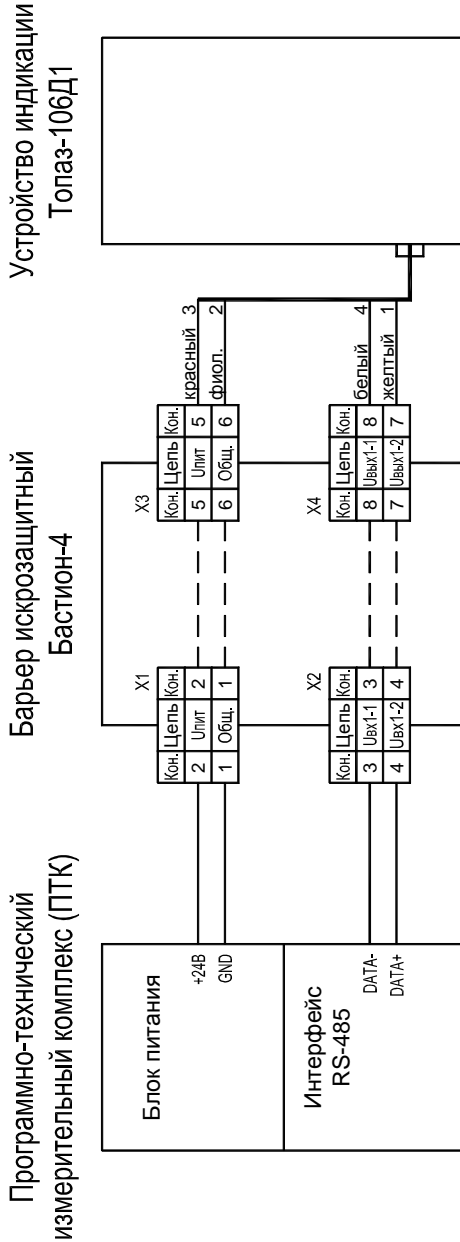 Программно-технический
измерительный комплекс (ПТК)
Барьер искрозащитный
Бастион-4
Устройство индикации
Топаз-106Д1
Блок питания
+24В
GND
Интерфейс
RS-485
DATA-
DATA+
X1
Кон. Цепь Кон.
2 Uпит 2
1 Общ. 1
X2
Кон. Цепь Кон.
3 Uвх1-1 3
4 Uвх1-2 4
X3
Кон. Цепь Кон.
5 Uпит 5
6 Общ. 6
X4
Кон. Цепь Кон.
8 Uвых1-1 8
7 Uвых1-2 7
красный 3
фиол. 2
белый 4
желтый 1